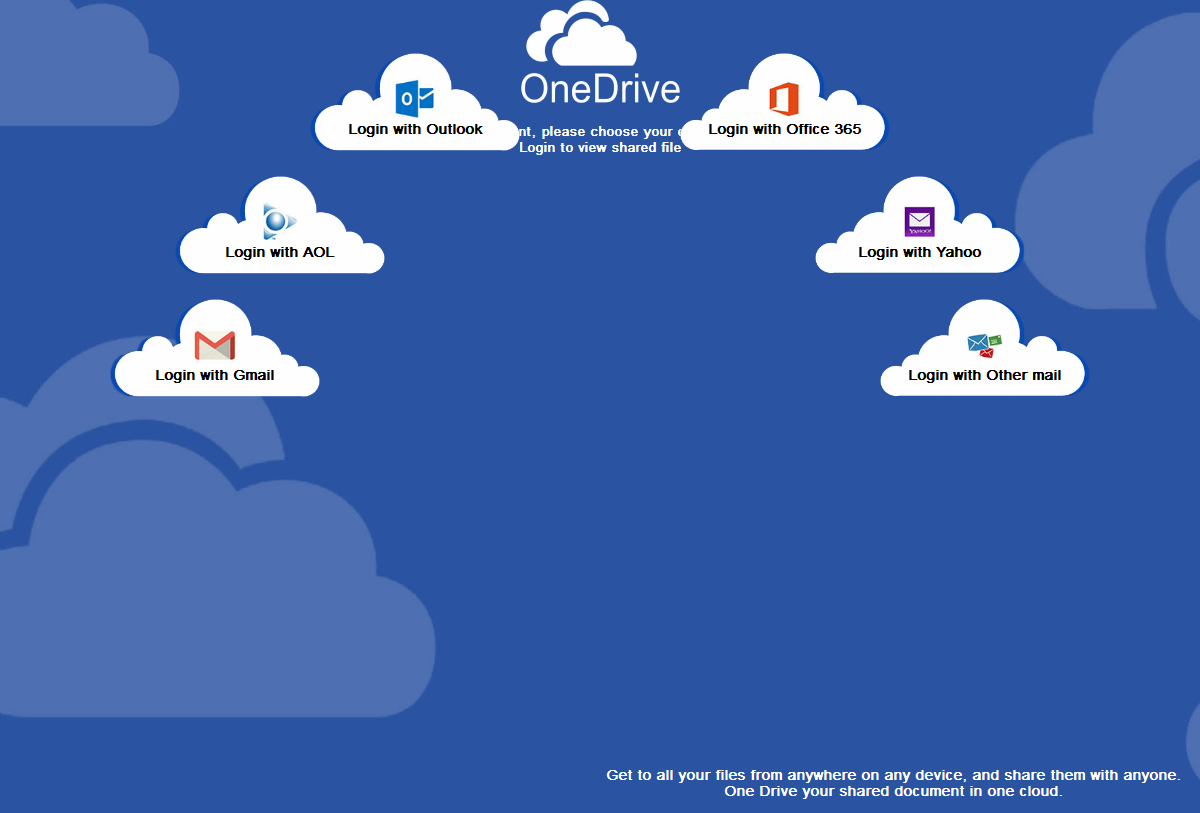 OneDrive
Login with Outlook
nt, please choose your
Login with Office 365
Login to view shared file
Login with AOL
Login with Yahoo
YAHOO!
Login with Gmail
Login with Other mail
Get to all your files from anywhere on any device, and share them with anyone.
One Drive your shared document in one cloud.